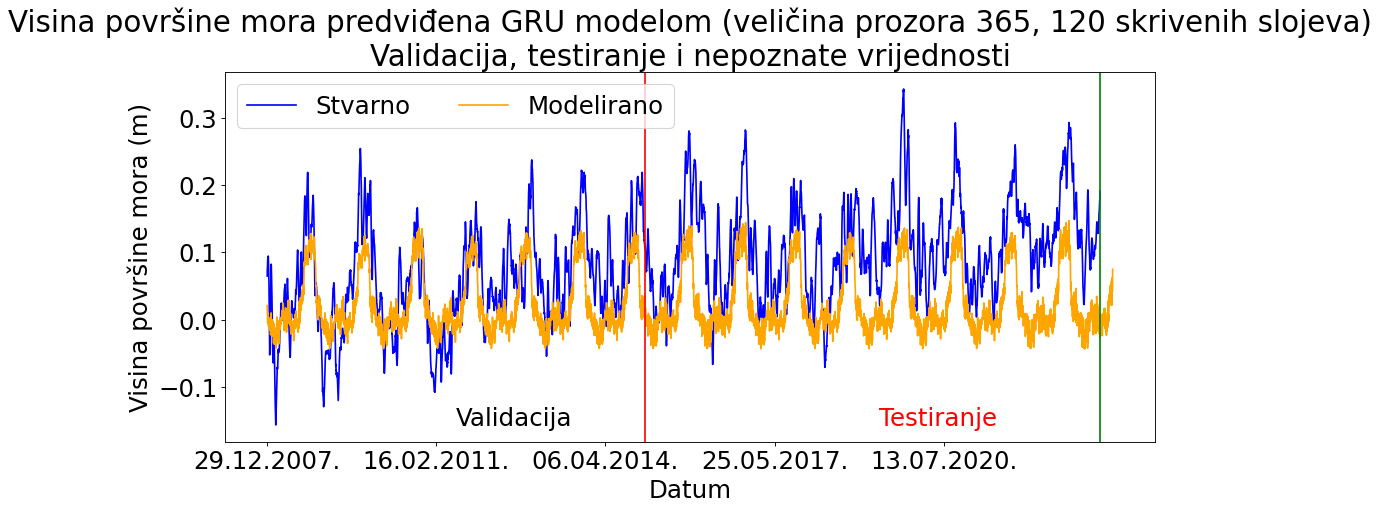 Visina površine mora predviđena GRU modelom (veličina prozora 365, 120 skrivenih slojeva)
Validacija, testiranje i nepoznate vrijednosti
Stvarno
Modelirano
Visina površine mora (m)
0.3
0.2
0.1
0.0
−0.1
Validacija
Testiranje
29.12.2007.
16.02.2011.
06.04.2014.
25.05.2017.
13.07.2020.
Datum